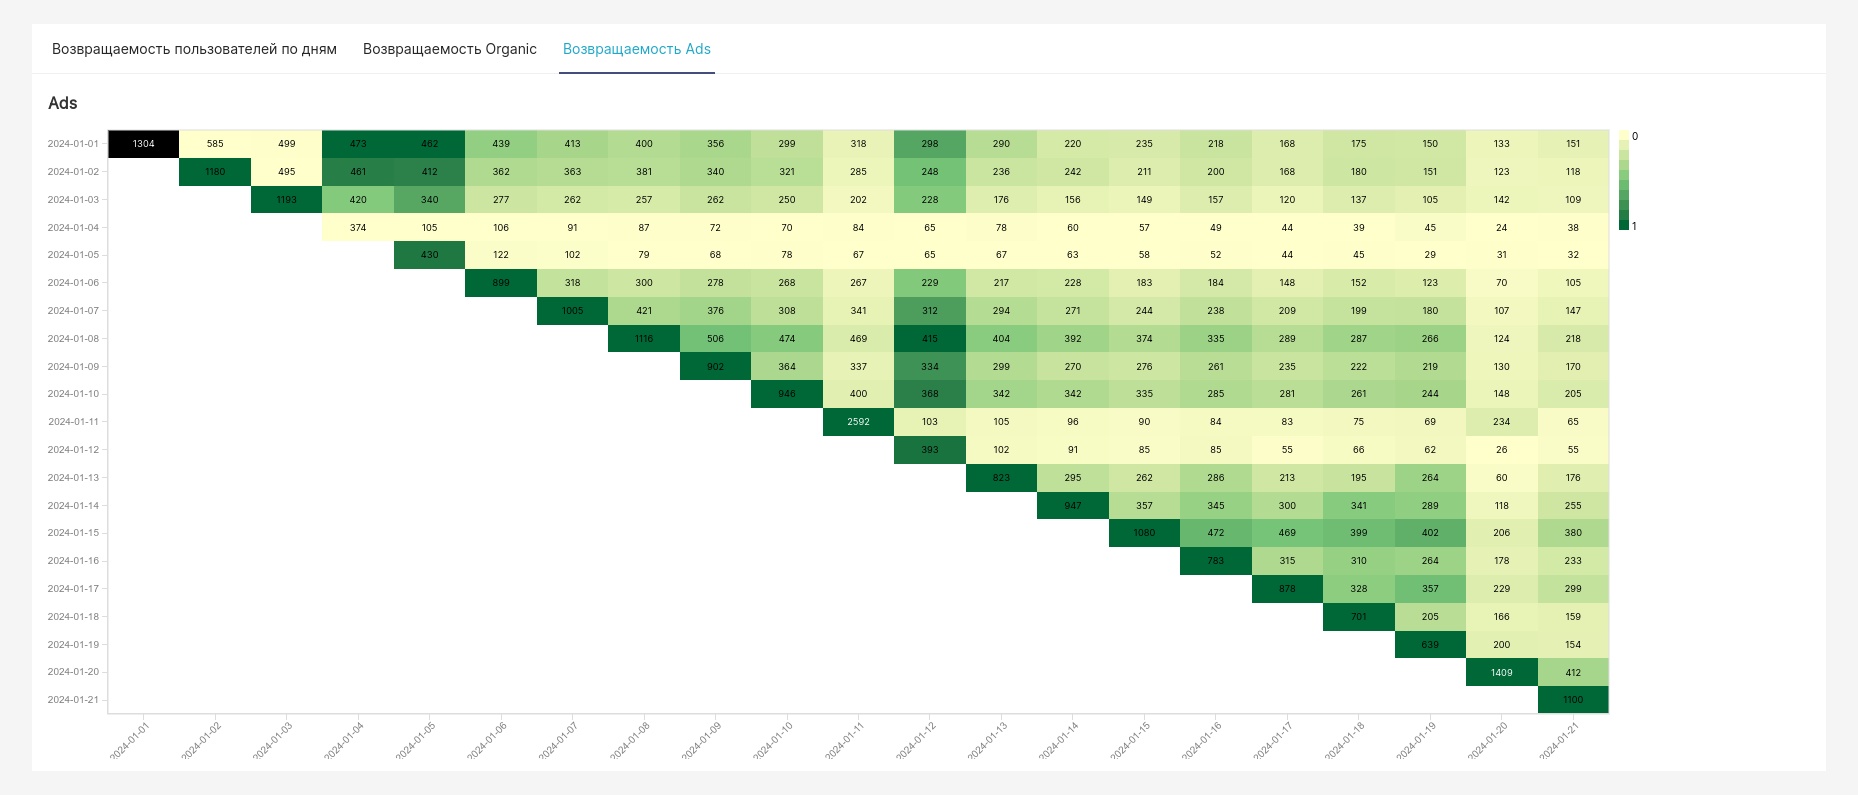 Возвращаемость пользователей по дням Возвращаемость Organic Возвращаемость Ads
Ads
2024-01-01 1304 585 499 473 462 439 413 400 356 299 318 298 290 220 235 218 168 175 150 133 151
0
2024-01-02 1180 495 461 412 362 363 381 340 321 285 248 236 242 211 200 168 180 151 123 118
2024-01-03 1193 420 340 277 262 257 262 250 202 228 176 156 149 157 120 137 105 142 109
2024-01-04 374 105 106 91 87 72 70 84 65 78 60 57 49 44 39 45 24 38
1
2024-01-05 430 122 102 79 68 78 67 65 67 63 58 52 44 45 29 31 32
2024-01-06 899 318 300 278 268 267 229 217 228 183 184 148 152 123 70 105
2024-01-07 1005 421 376 308 341 312 294 271 244 238 209 199 180 107 147
2024-01-08 1116 506 474 469 415 404 392 374 335 289 287 266 124 218
2024-01-09 902 364 337 334 299 270 276 261 235 222 219 130 170
2024-01-10 946 400 368 342 342 335 285 281 261 244 148 205
2024-01-11 2592 103 105 96 90 84 83 75 69 234 65
2024-01-12 393 102 91 85 85 55 66 62 26 55
2024-01-13 823 295 262 286 213 195 264 60 176
2024-01-14 947 357 345 300 341 289 118 255
2024-01-15 1080 472 469 399 402 206 380
2024-01-16 783 315 310 264 178 233
2024-01-17 878 328 357 229 299
2024-01-18 701 205 166 159
2024-01-19 639 200 154
2024-01-20 1409 412
2024-01-21 1100
2024-01-01 2024-01-02 2024-01-03 2024-01-04 2024-01-05 2024-01-06 2024-01-07 2024-01-08 2024-01-09 2024-01-10 2024-01-11 2024-01-12 2024-01-13 2024-01-14 2024-01-15 2024-01-16 2024-01-17 2024-01-18 2024-01-19 2024-01-20 2024-01-21